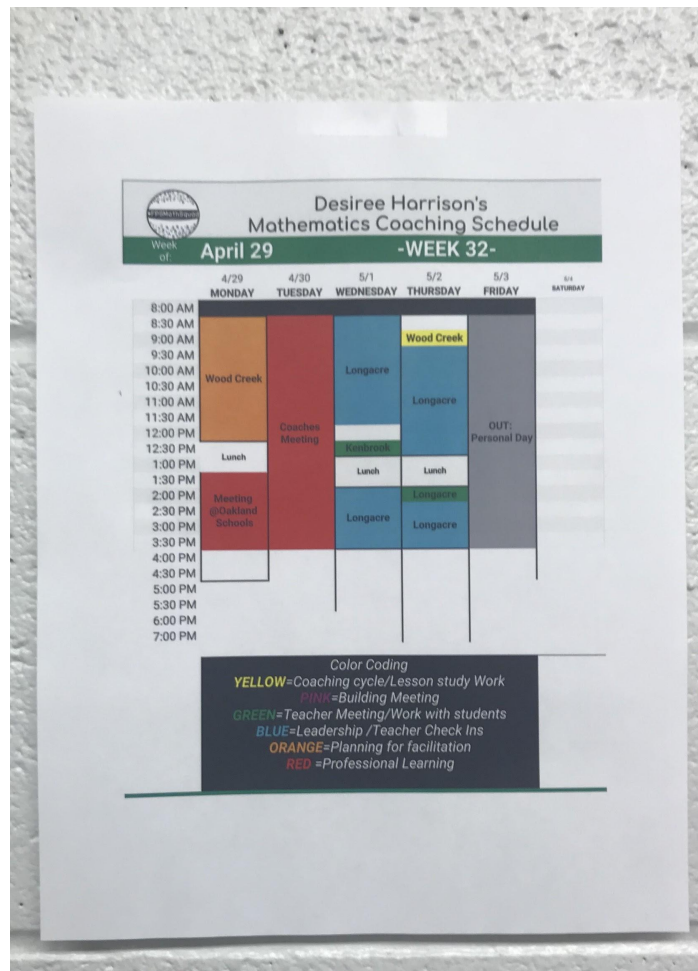 #FPSMathSquad
Desiree Harrison's
Mathematics Coaching Schedule
Week of: April 29 -WEEK 32-
4/29 4/30 5/1 5/2 5/3 5/4
MONDAY TUESDAY WEDNESDAY THURSDAY FRIDAY SATURDAY
8:00 AM
8:30 AM
9:00 AM Wood Creek
9:30 AM
10:00 AM Longacre
10:30 AM Wood Creek
11:00 AM Longacre
11:30 AM
12:00 PM Coaches Meeting OUT: Personal Day
12:30 PM Kenbrook
1:00 PM Lunch Lunch Lunch
1:30 PM
2:00 PM Meeting Longacre
2:30 PM @Oakland Longacre
3:00 PM Schools Longacre
3:30 PM
4:00 PM
4:30 PM
5:00 PM
5:30 PM
6:00 PM
7:00 PM
Color Coding
YELLOW=Coaching cycle/Lesson study Work
PINK=Building Meeting
GREEN=Teacher Meeting/Work with students
BLUE=Leadership /Teacher Check Ins
ORANGE=Planning for facilitation
RED =Professional Learning